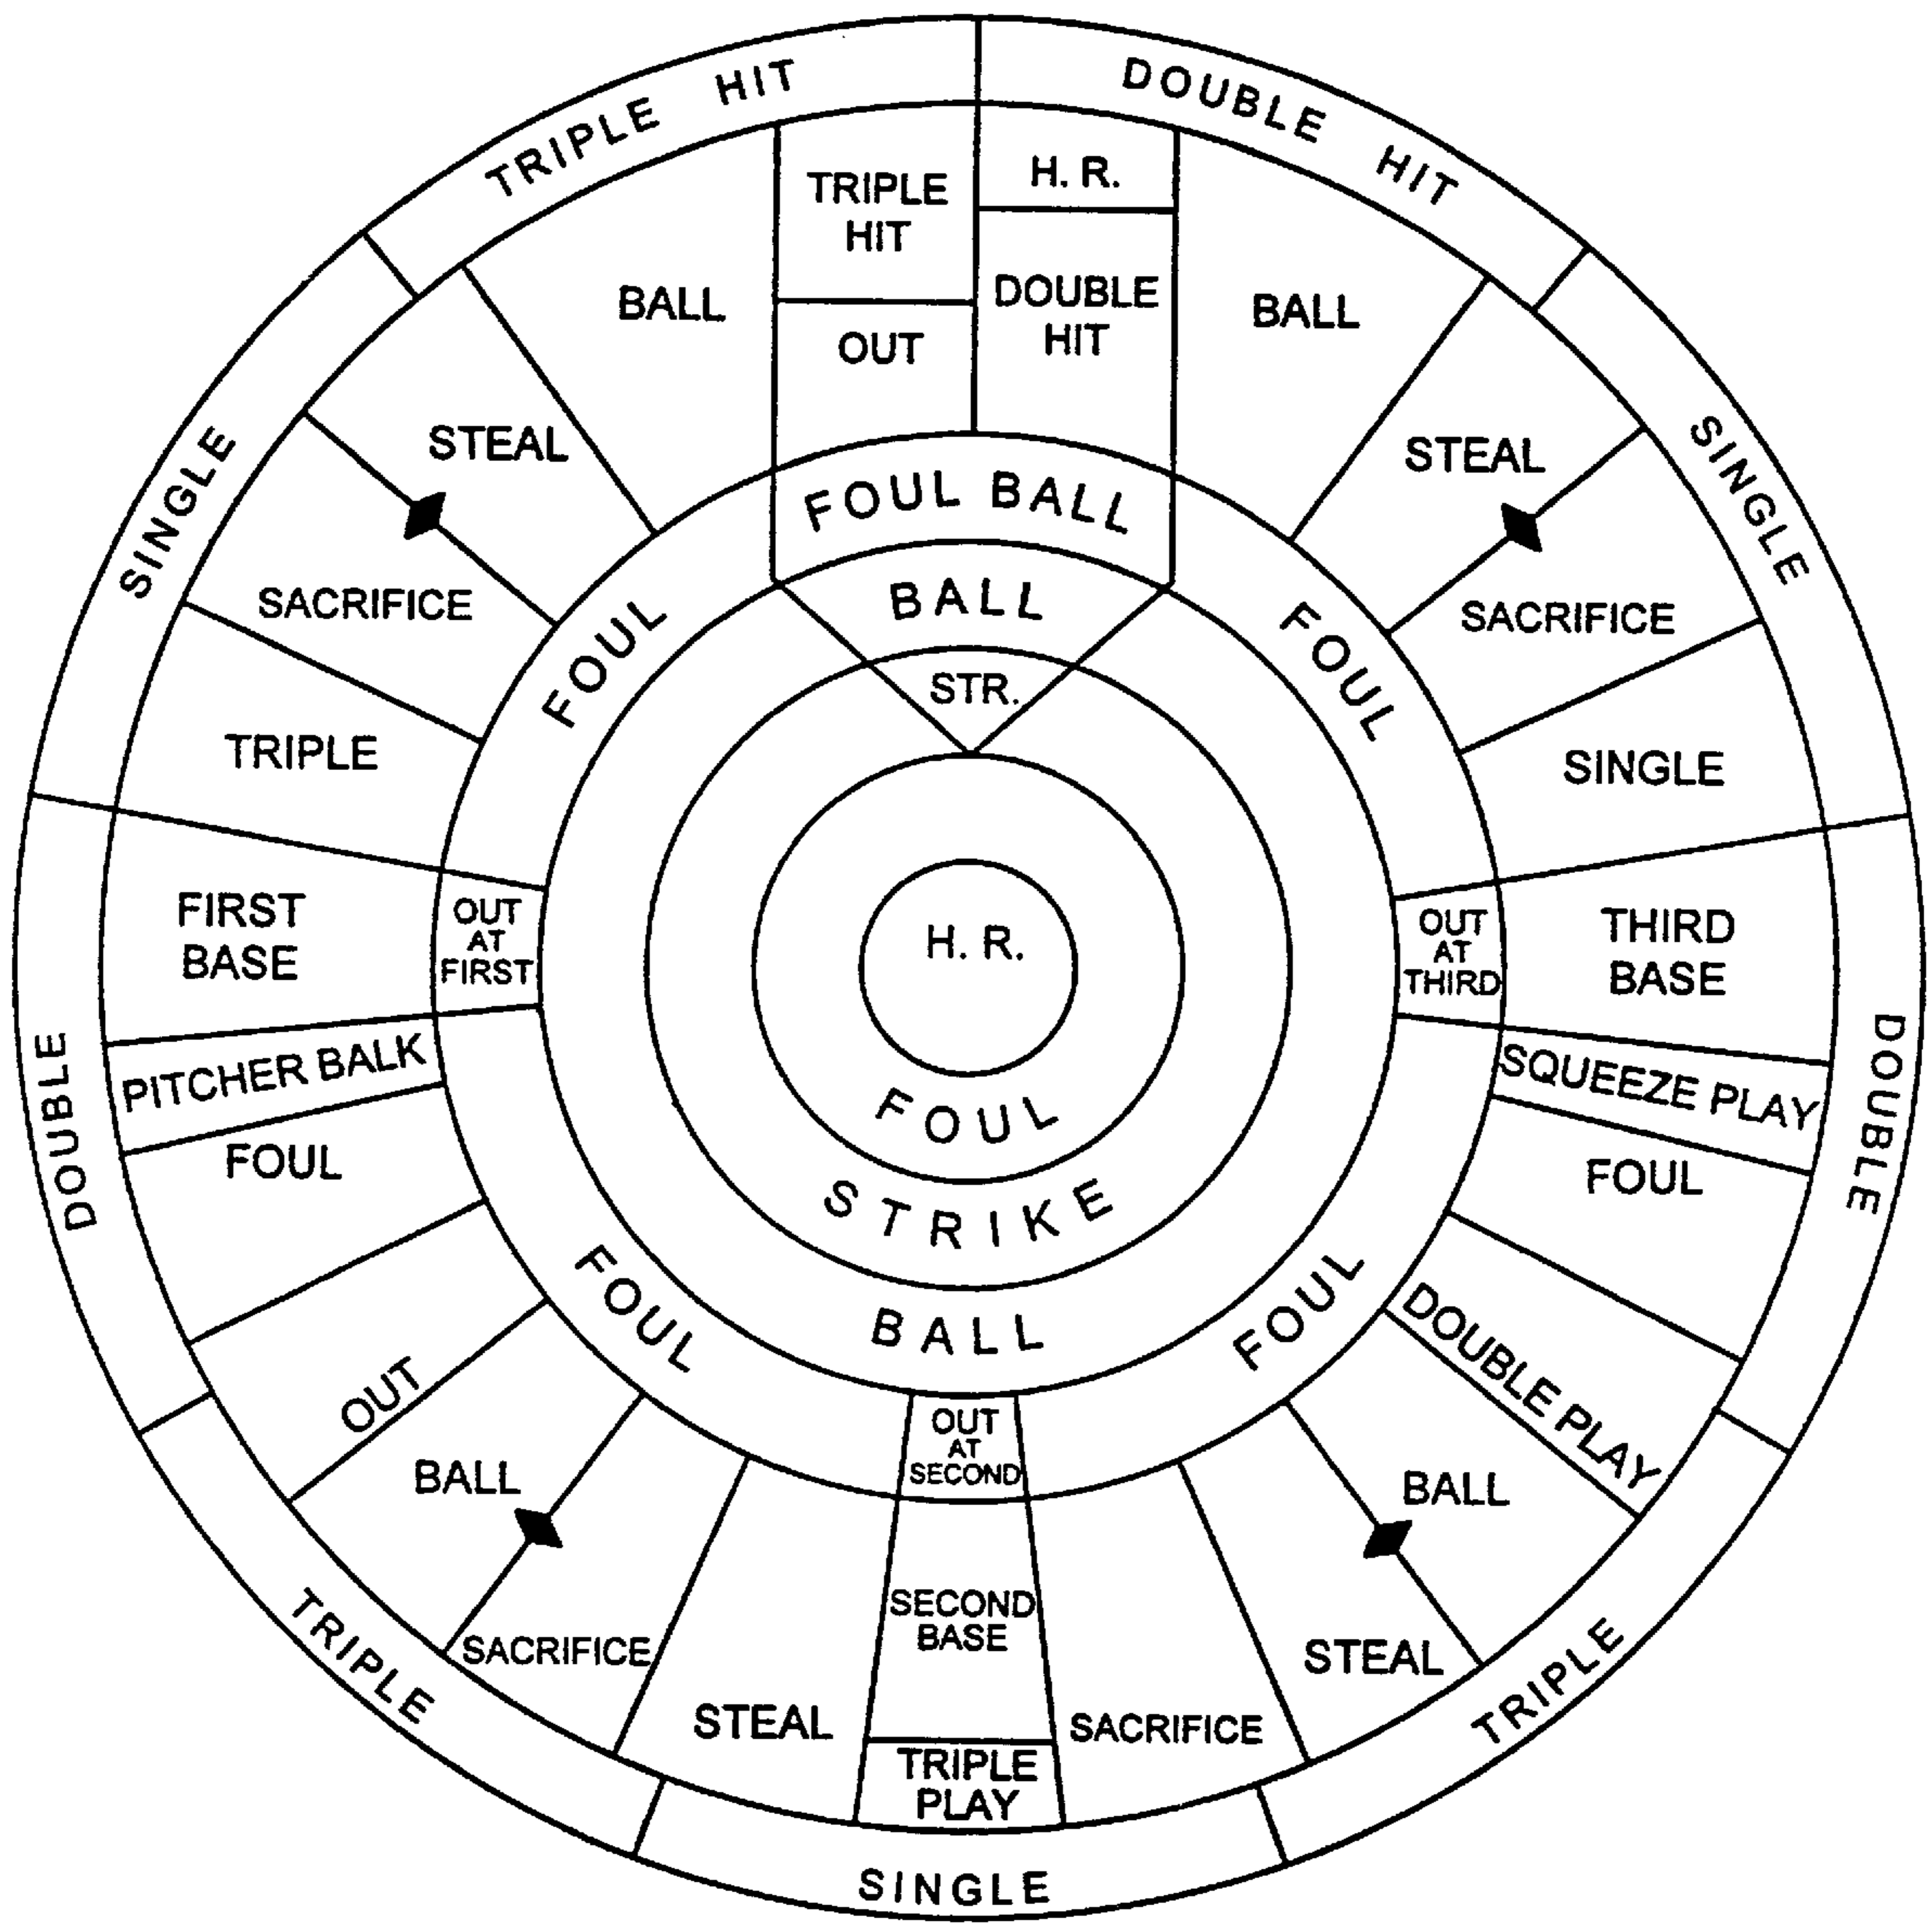 TRIPLE HIT
DOUBLE HIT
TRIPLE
HIT
H. R.
BALL
DOUBLE
HIT
BALL
OUT
SINGLE
STEAL
STEAL
SINGLE
FOUL BALL
SACRIFICE
BALL
SACRIFICE
FOUL
FOUL
STR.
TRIPLE
SINGLE
FIRST
BASE
OUT
AT
FIRST
H. R.
OUT
AT
THIRD
THIRD
BASE
DOUBLE
PITCHER BALK
SQUEEZE PLAY
DOUBLE
FOUL
FOUL
FOUL
STRIKE
FOUL
BALL
FOUL
OUT
DOUBLE PLAY
BALL
OUT
AT
SECOND
BALL
SECOND
BASE
TRIPLE
SACRIFICE
STEAL
TRIPLE
STEAL
SACRIFICE
TRIPLE
PLAY
SINGLE